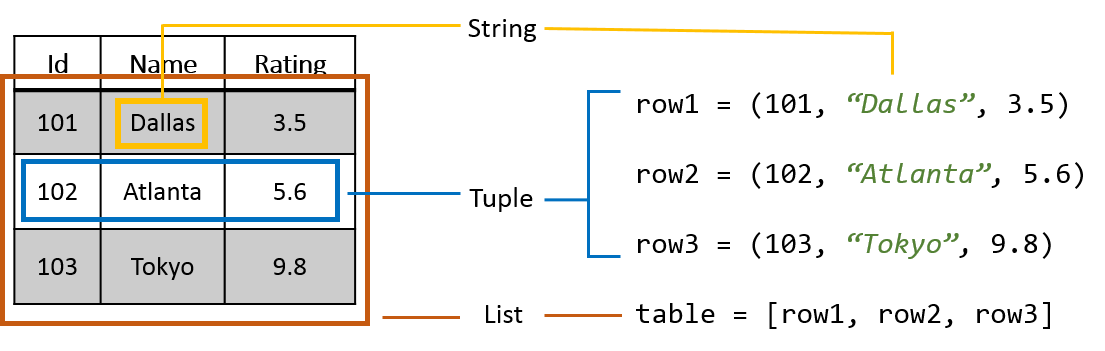 String
Id Name Rating
101 Dallas 3.5
102 Atlanta 5.6
103 Tokyo 9.8
Tuple
List
row1 = (101, “Dallas”, 3.5)
row2 = (102, “Atlanta”, 5.6)
row3 = (103, “Tokyo”, 9.8)
table = [row1, row2, row3]